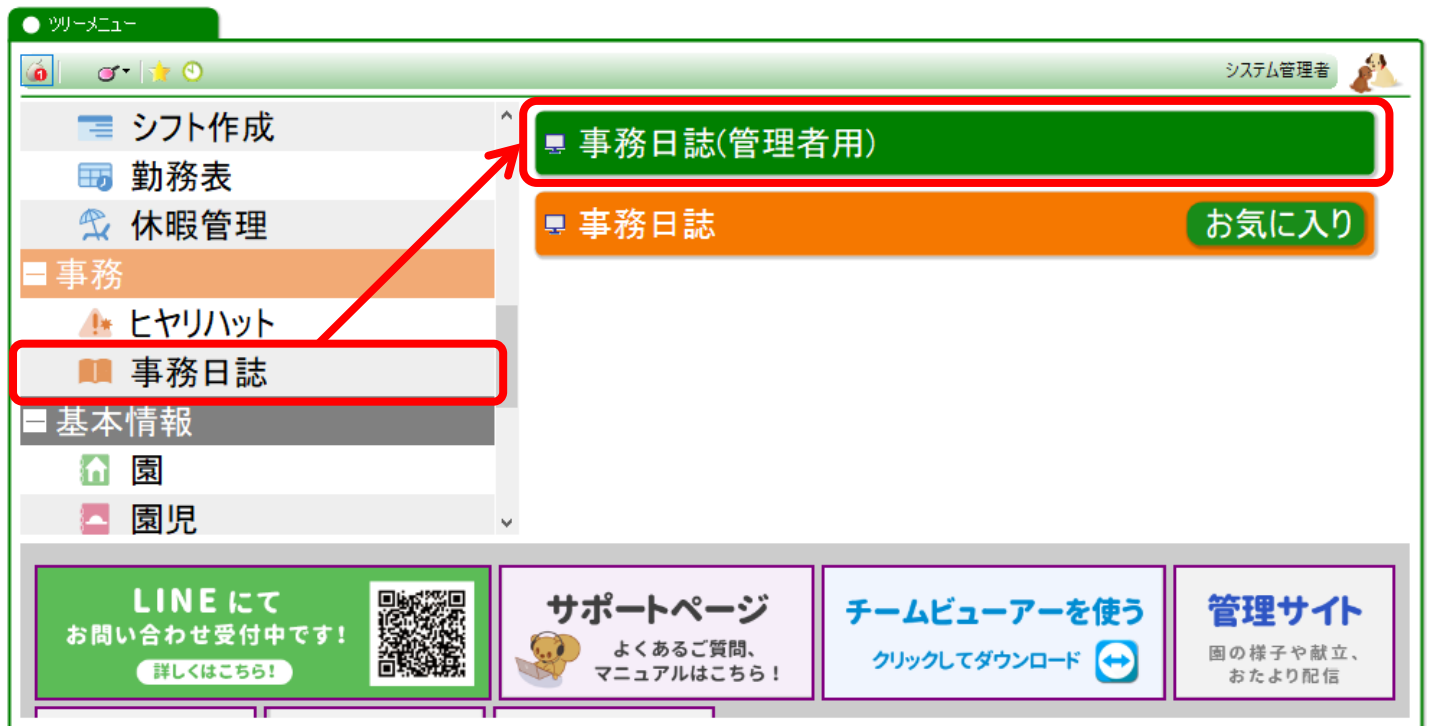 ツリーメニュー
システム管理者
シフト作成
勤務表
休暇管理
事務
ヒヤリハット
事務日誌
基本情報
園
園児
事務日誌(管理者用)
事務日誌
お気に入り
LINEにて
お問い合わせ受付中です!
詳しくはこちら!
サポートページ
よくあるご質問、
マニュアルはこちら!
チームビューアーを使う
クリックしてダウンロード
管理サイト
園の様子や献立、
おたより配信